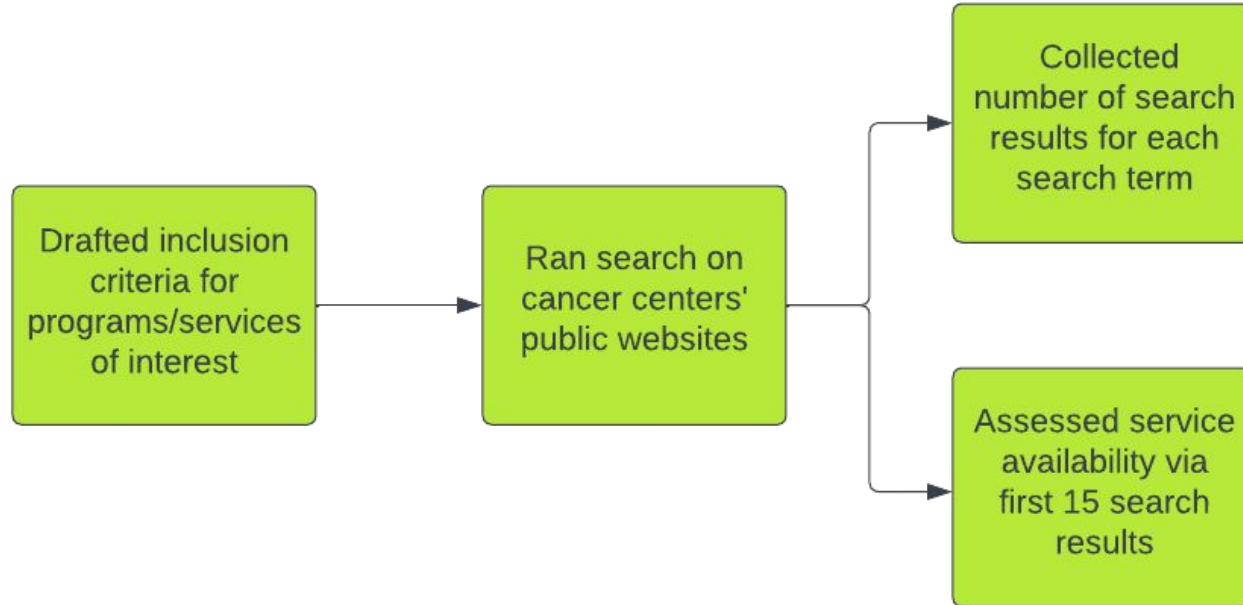 Drafted inclusion
criteria for
programs/services
of interest
Ran search on
cancer centers'
public websites
Collected
number of search
results for each
search term
Assessed service
availability via
first 15 search
results